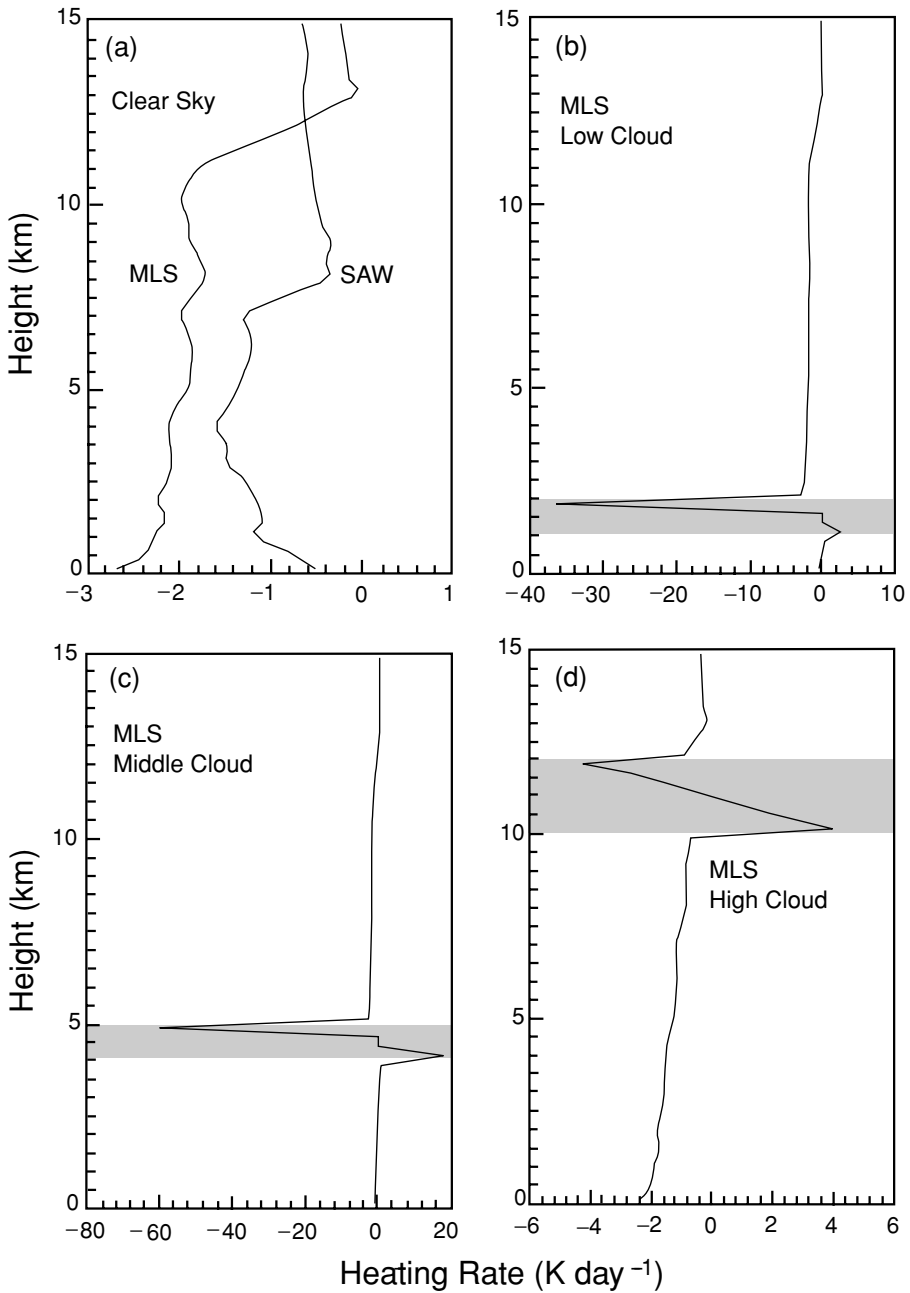 (a)
Clear Sky
MLS
SAW
15
10
5
0
−3
−2
−1
0
1
Height (km)
(b)
MLS
Low Cloud
15
10
5
0
−40
−30
−20
−10
0
10
(c)
MLS
Middle Cloud
15
10
5
0
−80
−60
−40
−20
0
20
Height (km)
(d)
MLS
High Cloud
15
10
5
0
−6
−4
−2
0
2
4
6
Heating Rate (K day −1)